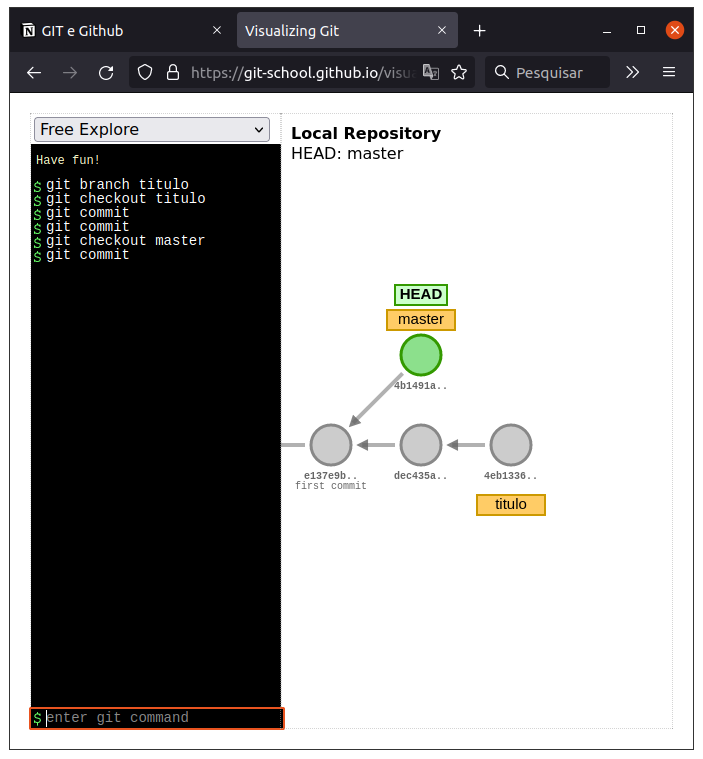 GIT e Github
Visualizing Git
https://git-school.github.io/visu
Pesquisar
Free Explore
Have fun!
$ git branch titulo
$ git checkout titulo
$ git commit
$ git commit
$ git checkout master
$ git commit
$ enter git command
Local Repository
HEAD: master
HEAD
master
4b1491a..
e137e9b..
first commit
dec435a..
4eb1336..
titulo